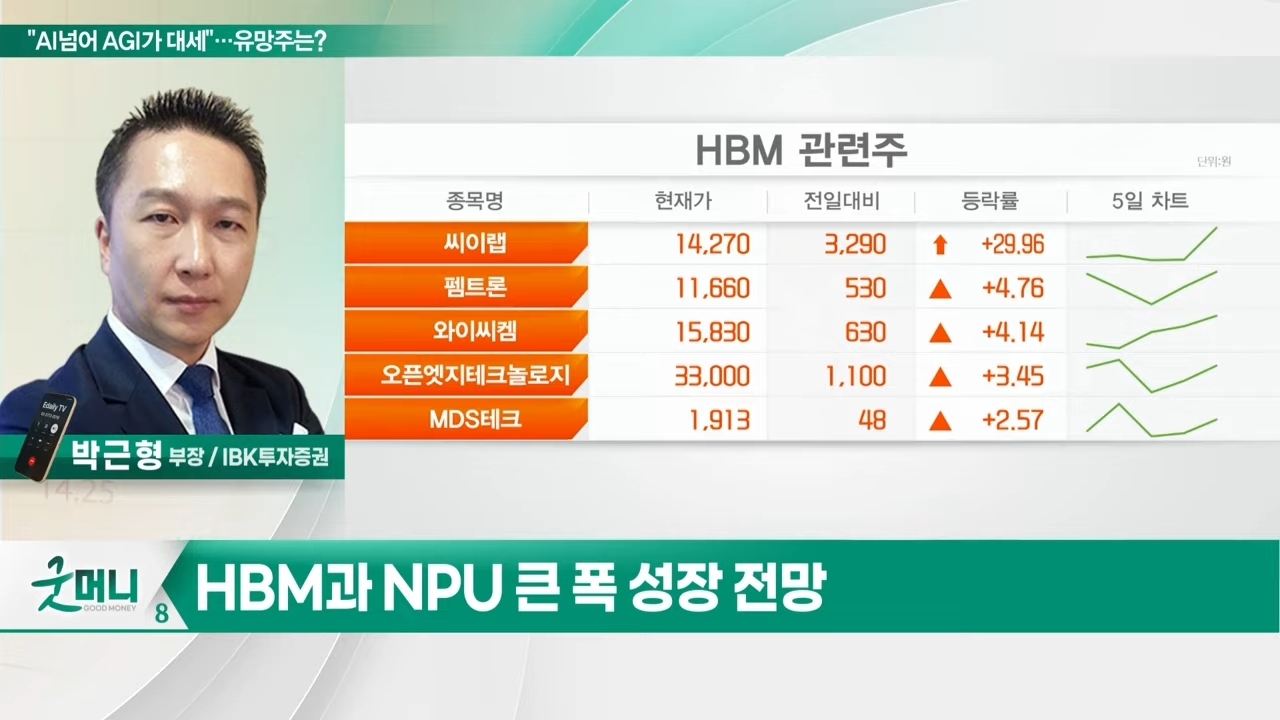 "AI넘어 AGI가 대세"…유망주는?
HBM 관련주
단위:원
종목명 현재가 전일대비 등락률 5일 차트
씨이랩 14,270 3,290 +29.96
펨트론 11,660 530 ▲ +4.76
와이씨켐 15,830 630 ▲ +4.14
오픈엣지테크놀로지 33,000 1,100 ▲ +3.45
MDS테크 1,913 48 ▲ +2.57
Edaily TV
박근형 부장 / IBK투자증권
14.25
굿머니
GOOD MONEY
8
HBM과 NPU 큰 폭 성장 전망